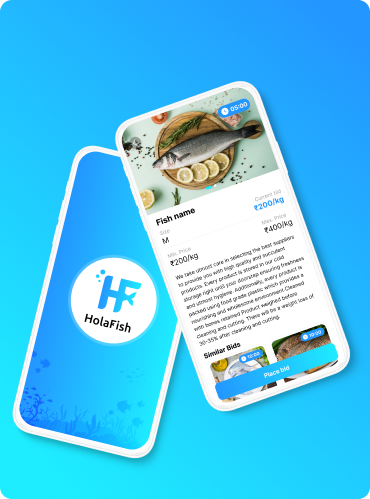 05:00
Fish name
Size
M
Current bid
₹200/kg
Min. Price
₹200/kg
Max. Price
₹400/kg
We take utmost care in selecting the best suppliers
to provide you with high quality and succulent
products. Every product is stored in our cold
storage right until your doorstep ensuring freshness
and utmost hygiene. Additionally, every product is
packed using food grade plastic which provides a
nourishing and wholesome environment.Cleaned
with bones retained Product weighed before
cleaning and cutting. There will be a weight loss of
30-35% after cleaning and cutting.
Similar Bids
10:00
Place bid
HF
HolaFish